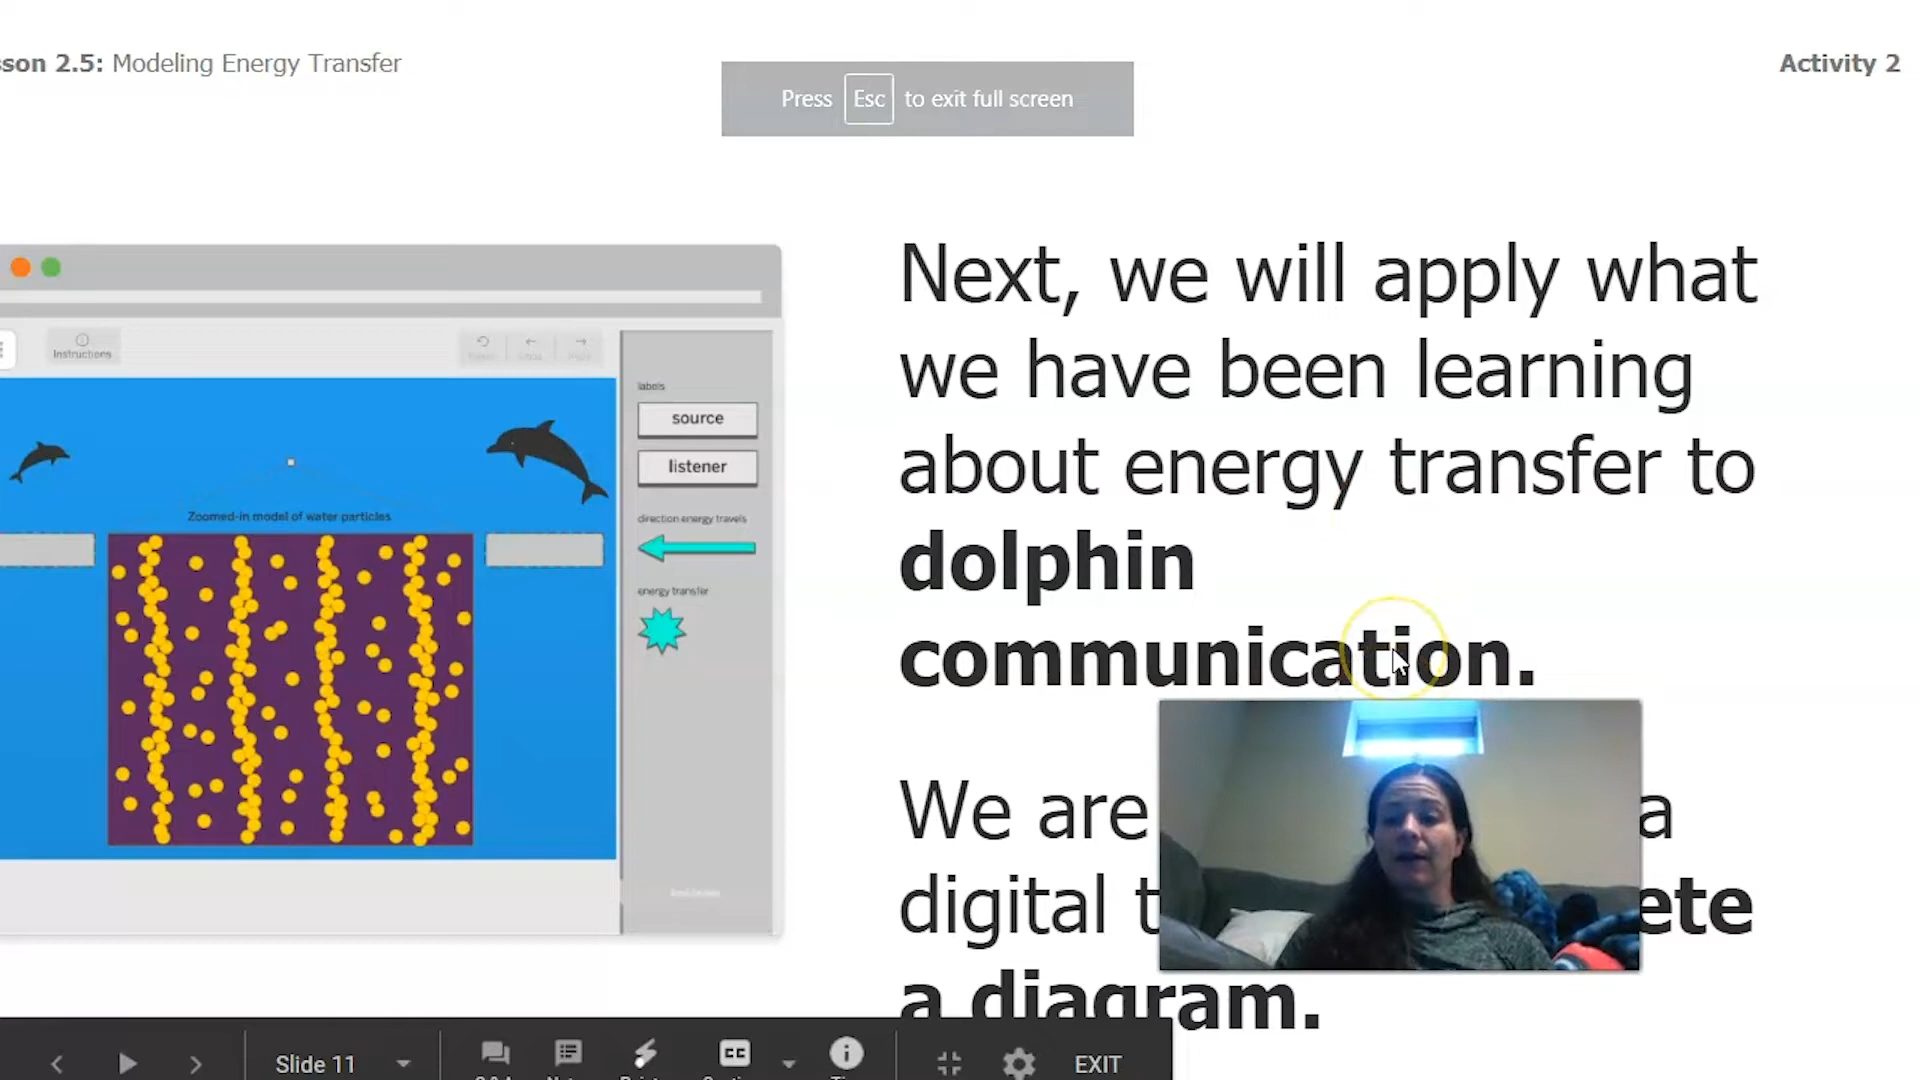 sson 2.5: Modeling Energy Transfer
Activity 2
Press Esc to exit full screen
Instructions
labels
source
listener
direction energy travels
energy transfer
Zoomed-in model of water particles
Next, we will apply what
we have been learning
about energy transfer to
dolphin
communication.
We are a
digital t ete
a diagram.
Slide 11
CC
EXIT